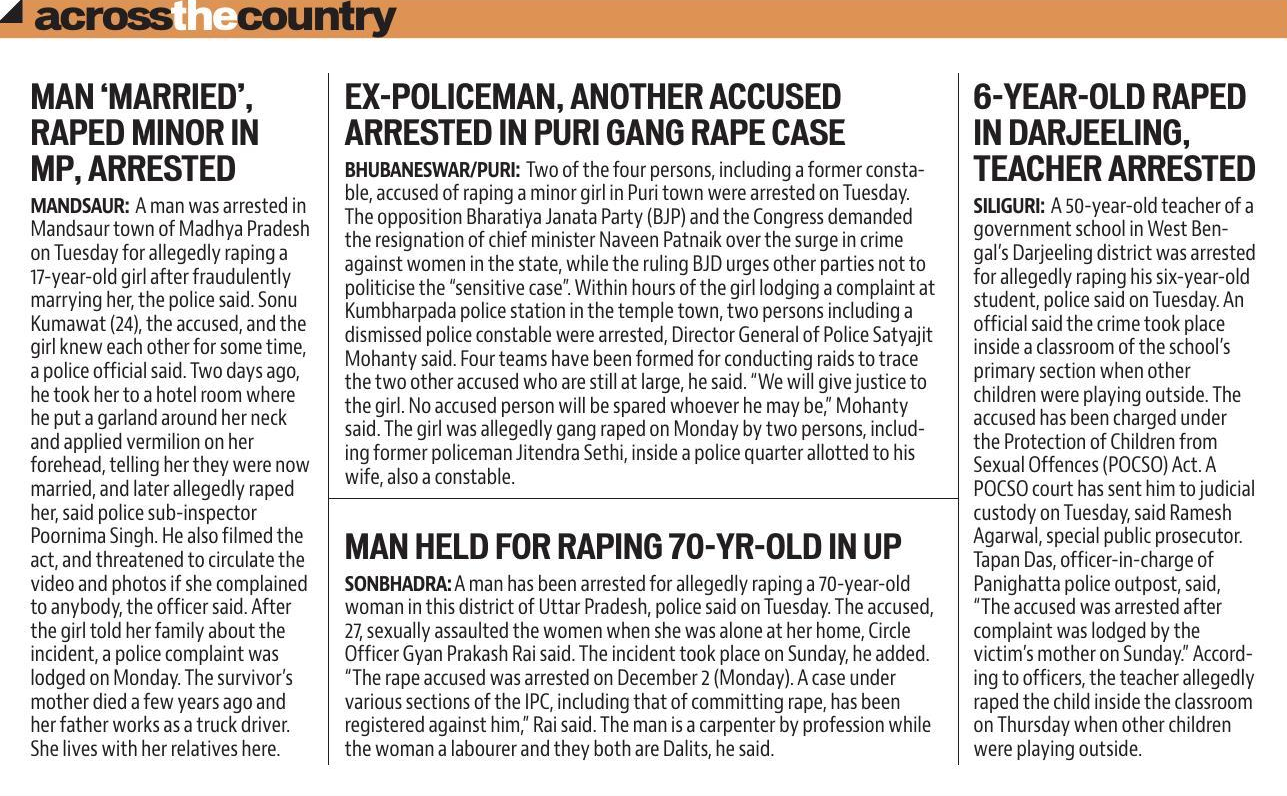 acrossthecountry
MAN ‘MARRIED’,
RAPED MINOR IN
MP, ARRESTED
MANDSAUR: A man was arrested in
Mandsaur town of Madhya Pradesh
on Tuesday for allegedly raping a
17-year-old girl after fraudulently
marrying her, the police said. Sonu
Kumawat (24), the accused, and the
girl knew each other for some time,
a police official said. Two days ago,
he took her to a hotel room where
he put a garland around her neck
and applied vermilion on her
forehead, telling her they were now
married, and later allegedly raped
her, said police sub-inspector
Poornima Singh. He also filmed the
act, and threatened to circulate the
video and photos if she complained
to anybody, the officer said. After
the girl told her family about the
incident, a police complaint was
lodged on Monday. The survivor’s
mother died a few years ago and
her father works as a truck driver.
She lives with her relatives here.
EX-POLICEMAN, ANOTHER ACCUSED
ARRESTED IN PURI GANG RAPE CASE
BHUBANESWAR/PURI: Two of the four persons, including a former consta-
ble, accused of raping a minor girl in Puri town were arrested on Tuesday.
The opposition Bharatiya Janata Party (BJP) and the Congress demanded
the resignation of chief minister Naveen Patnaik over the surge in crime
against women in the state, while the ruling BJD urges other parties not to
politicise the “sensitive case”. Within hours of the girl lodging a complaint at
Kumbharpada police station in the temple town, two persons including a
dismissed police constable were arrested, Director General of Police Satyajit
Mohanty said. Four teams have been formed for conducting raids to trace
the two other accused who are still at large, he said. “We will give justice to
the girl. No accused person will be spared whoever he may be,” Mohanty
said. The girl was allegedly gang raped on Monday by two persons, includ-
ing former policeman Jitendra Sethi, inside a police quarter allotted to his
wife, also a constable.
MAN HELD FOR RAPING 70-YR-OLD IN UP
SONBHADRA: A man has been arrested for allegedly raping a 70-year-old
woman in this district of Uttar Pradesh, police said on Tuesday. The accused,
27, sexually assaulted the women when she was alone at her home, Circle
Officer Gyan Prakash Rai said. The incident took place on Sunday, he added.
“The rape accused was arrested on December 2 (Monday). A case under
various sections of the IPC, including that of committing rape, has been
registered against him,” Rai said. The man is a carpenter by profession while
the woman a labourer and they both are Dalits, he said.
6-YEAR-OLD RAPED
IN DARJEELING,
TEACHER ARRESTED
SILIGURI: A 50-year-old teacher of a
government school in West Ben-
gal’s Darjeeling district was arrested
for allegedly raping his six-year-old
student, police said on Tuesday. An
official said the crime took place
inside a classroom of the school’s
primary section when other
children were playing outside. The
accused has been charged under
the Protection of Children from
Sexual Offences (POCSO) Act. A
POCSO court has sent him to judicial
custody on Tuesday, said Ramesh
Agarwal, special public prosecutor.
Tapan Das, officer-in-charge of
Panighatta police outpost, said,
“The accused was arrested after
complaint was lodged by the
victim’s mother on Sunday.” Accord-
ing to officers, the teacher allegedly
raped the child inside the classroom
on Thursday when other children
were playing outside.